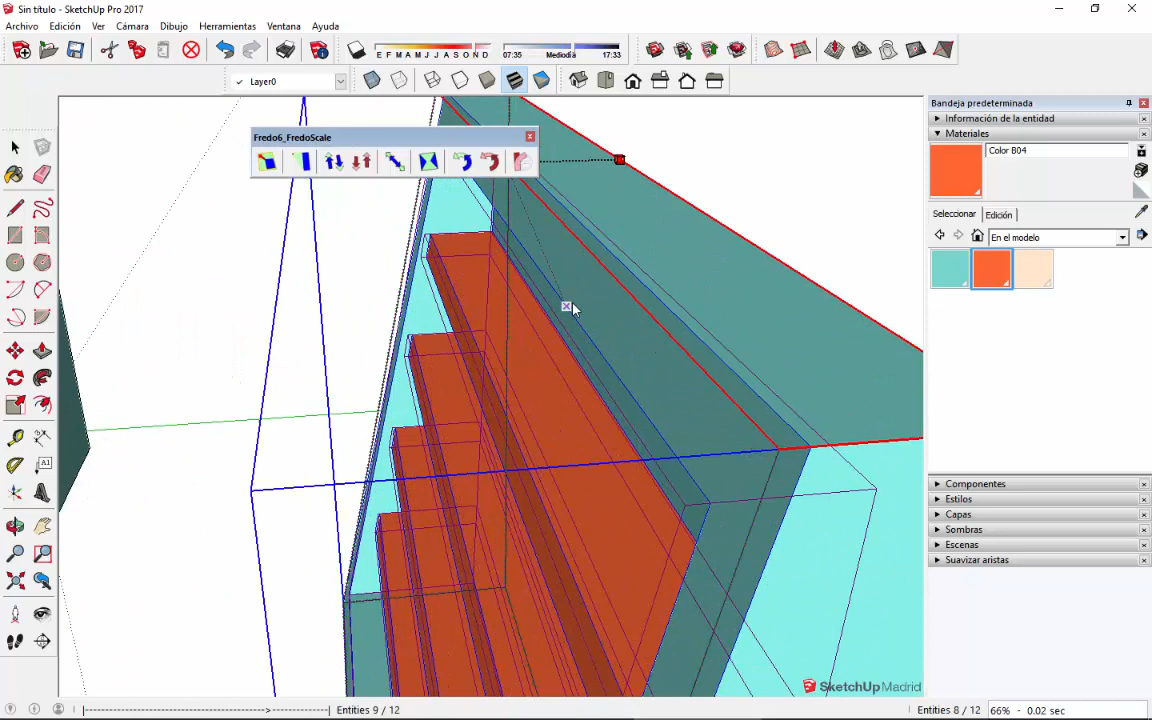 Sin título - SketchUp Pro 2017
Archivo Edición Ver Cámara Dibujo Herramientas Ventana Ayuda
E F M A M J J A S O N D 07:35 Mediodía 17:33
Layer0
Bandeja predeterminada
Información de la entidad
Materiales
Color B04
Seleccionar Edición
En el modelo
Fredo6_FredoScale
A1
Componentes
Estilos
Capas
Sombras
Escenas
Suavizar aristas
SketchUp Madrid
Entities 9 / 12 Entities 8 / 12 66% - 0.02 sec